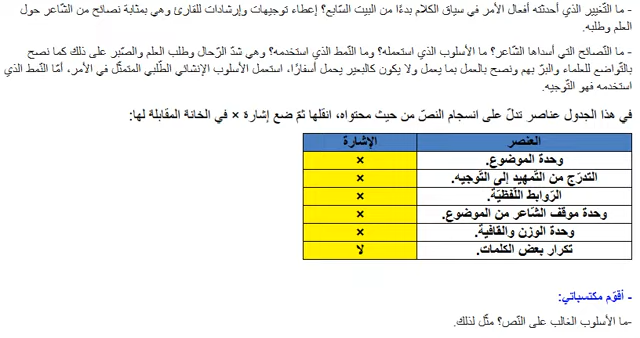 - ما التّغيير الذي أحدثته أفعال الأمر في سياق الكلام بدءًا من البيت السّابع؟ إعطاء توجيهات وإرشادات للقارئ وهي بمثابة نصائح من الشّاعر حول
العلم وطلبه.
- ما النّصائح التي أسداها الشّاعر؟ ما الأسلوب الذي استعمله؟ وما النّمط الذي استخدمه؟ وهي شدّ الرّحال وطلب العلم والصّبر على ذلك كما نصح
بالتّواضع للعلماء والبرّ بهم ونصح بالعمل بما يعمل ولا يكون كالبعير يحمل أسفارًا، استعمل الأسلوب الإنشائي الطّلبي المتمثّل في الأمر، أمّا النّمط الذي
استخدمه فهو التّوجيه.
في هذا الجدول عناصر تدلّ على انسجام النصّ من حيث محتواه، انقلها ثمّ ضع إشارة × في الخانة المقابلة لها:
العنصر الإشارة
وحدة الموضوع. ×
التدرّج من التّمهيد إلى التّوجيه. ×
الرّوابط اللّفظيّة. ×
وحدة موقف الشّاعر من الموضوع. ×
وحدة الوزن والقافية. ×
تكرار بعض الكلمات. لا
- أقوّم مكتسباتي:
-ما الأسلوب الغالب على النّص؟ مثّل لذلك.